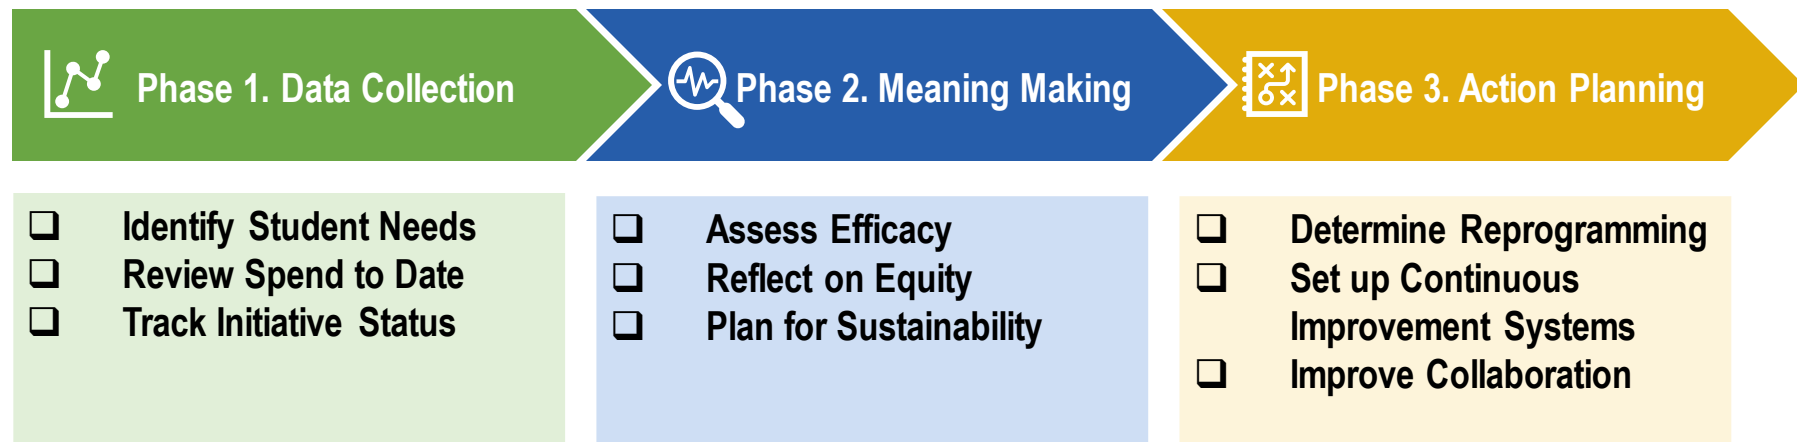 Phase 1. Data Collection
Phase 2. Meaning Making
Phase 3. Action Planning
❑ Identify Student Needs
❑ Review Spend to Date
❑ Track Initiative Status
❑ Assess Efficacy
❑ Reflect on Equity
❑ Plan for Sustainability
❑ Determine Reprogramming
❑ Set up Continuous
Improvement Systems
❑ Improve Collaboration